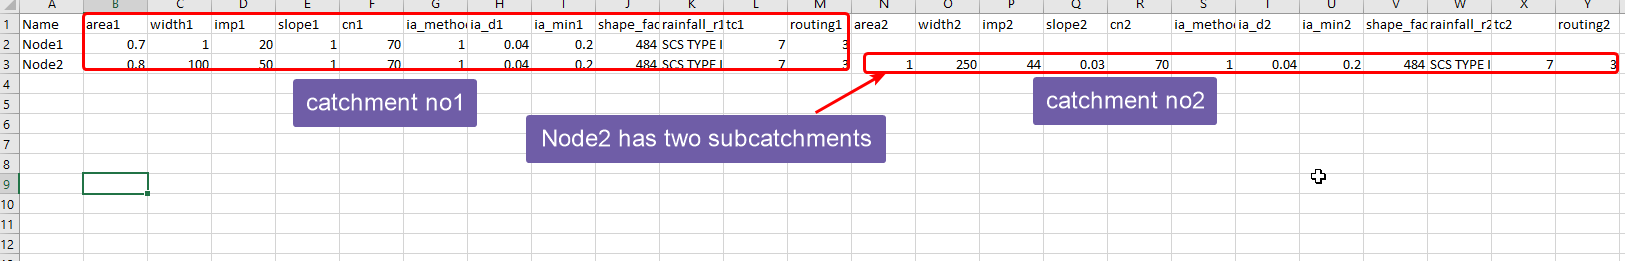 A B C D E F G H I J K L M N O P Q R S T U V W X Y
1 Name area1 width1 imp1 slope1 cn1 ia_metho ia_d1 ia_min1 shape_fac rainfall_r1 tc1 routing1 area2 width2 imp2 slope2 cn2 ia_metho ia_d2 ia_min2 shape_fac rainfall_r2 tc2 routing2
2 Node1 0.7 1 20 1 70 1 0.04 0.2 484 SCS TYPE I 7 3
3 Node2 0.8 100 50 1 70 1 0.04 0.2 484 SCS TYPE I 7 3 1 250 44 0.03 70 1 0.04 0.2 484 SCS TYPE I 7 3
4
catchment no1
catchment no2
5
6
Node2 has two subcatchments
7
8
9
10
11
12